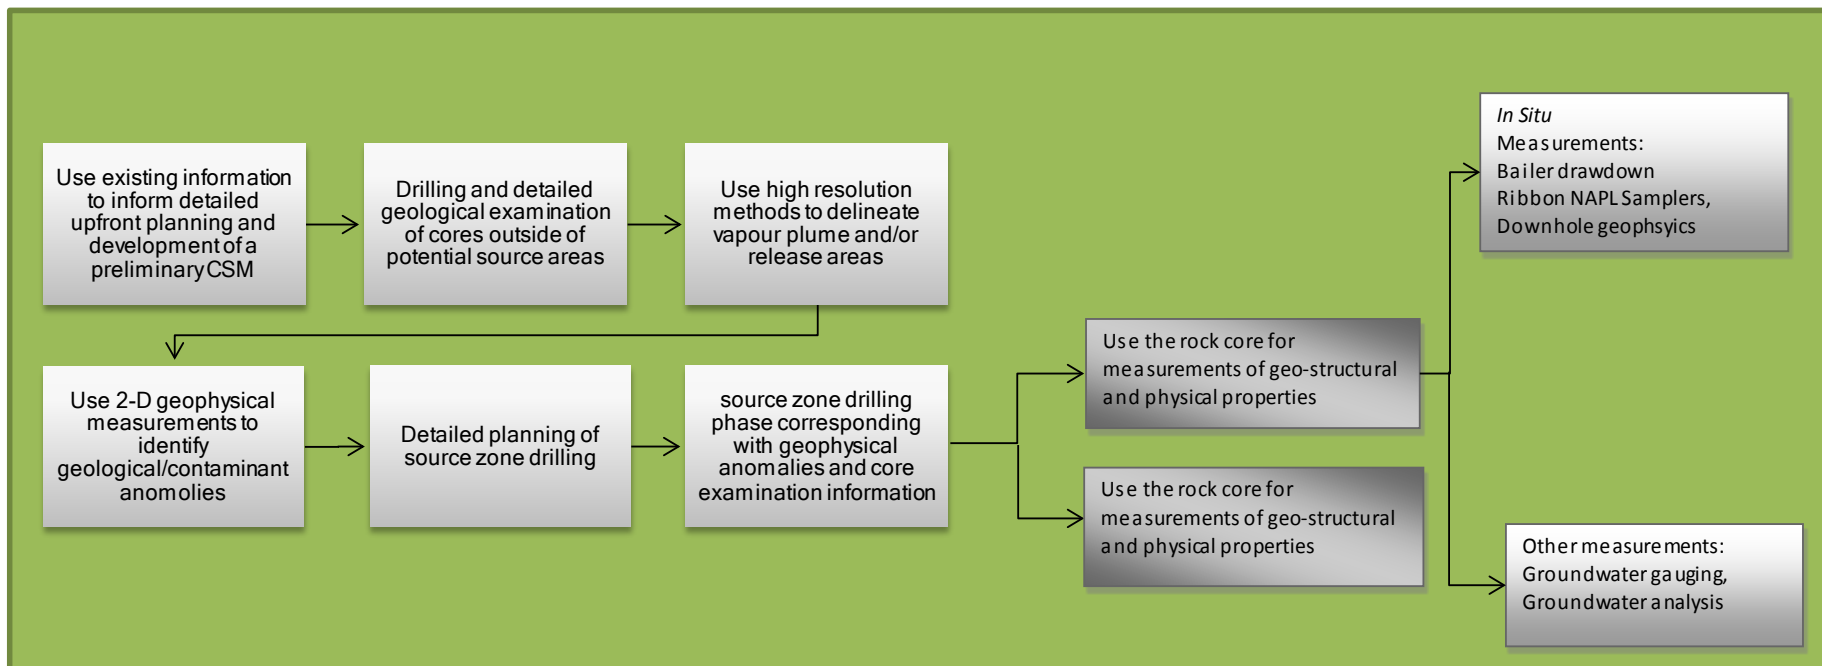 Use existing information
to inform detailed
upfront planning and
development of a
preliminary CSM
Drilling and detailed
geological examination
of cores outside of
potential source areas
Use high resolution
methods to delineate
vapour plume and/or
release areas
Use 2-D geophysical
measurements to
identify
geological/contaminant
anomolies
Detailed planning of
source zone drilling
source zone drilling
phase corresponding
with geophysical
anomalies and core
examination information
Use the rock core for
measurements of geo-structural
and physical properties
Use the rock core for
measurements of geo-structural
and physical properties
In Situ
Measurements:
Bailer drawdown
Ribbon NAPL Samplers,
Downhole geophsyics
Other measurements:
Groundwater gauging,
Groundwater analysis